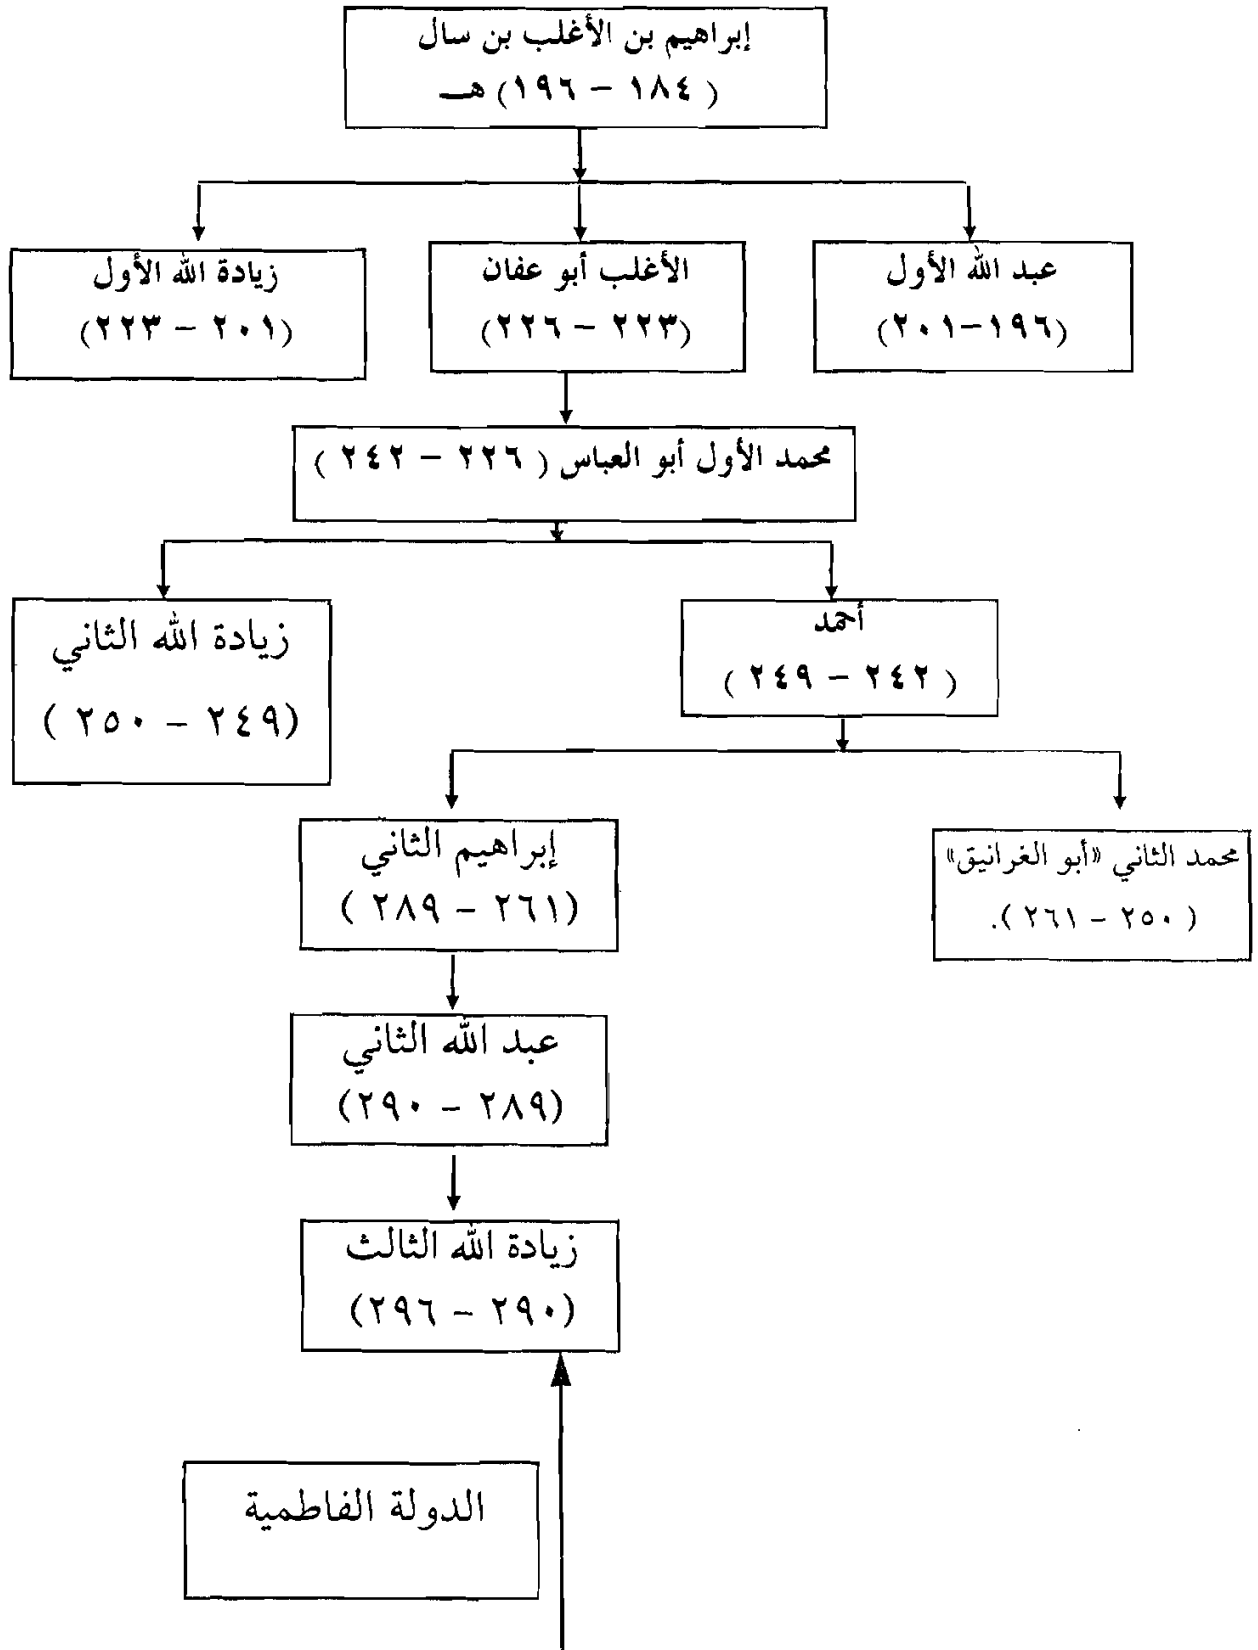 إبراهيم بن الأغلب بن سال
( ١٨٤ – ١٩٦) هــ
عبد الله الأول
(١٩٦–٢٠١)
الأغلب أبو عفان
(٢٢٣ – ٢٢٦)
زيادة الله الأول
(٢٠١ – ٢٢٣)
محمد الأول أبو العباس ( ٢٢٦ – ٢٤٢ )
أحمد
( ٢٤٢ – ٢٤٩ )
زيادة الله الثاني
(٢٤٩ – ٢٥٠ )
محمد الثاني «أبو الغرانيق»
( ٢٥٠ – ٢٦١ ).
إبراهيم الثاني
(٢٦١ – ٢٨٩ )
عبد الله الثاني
(٢٨٩ – ٢٩٠)
زيادة الله الثالث
(٢٩٠ – ٢٩٦)
الدولة الفاطمية